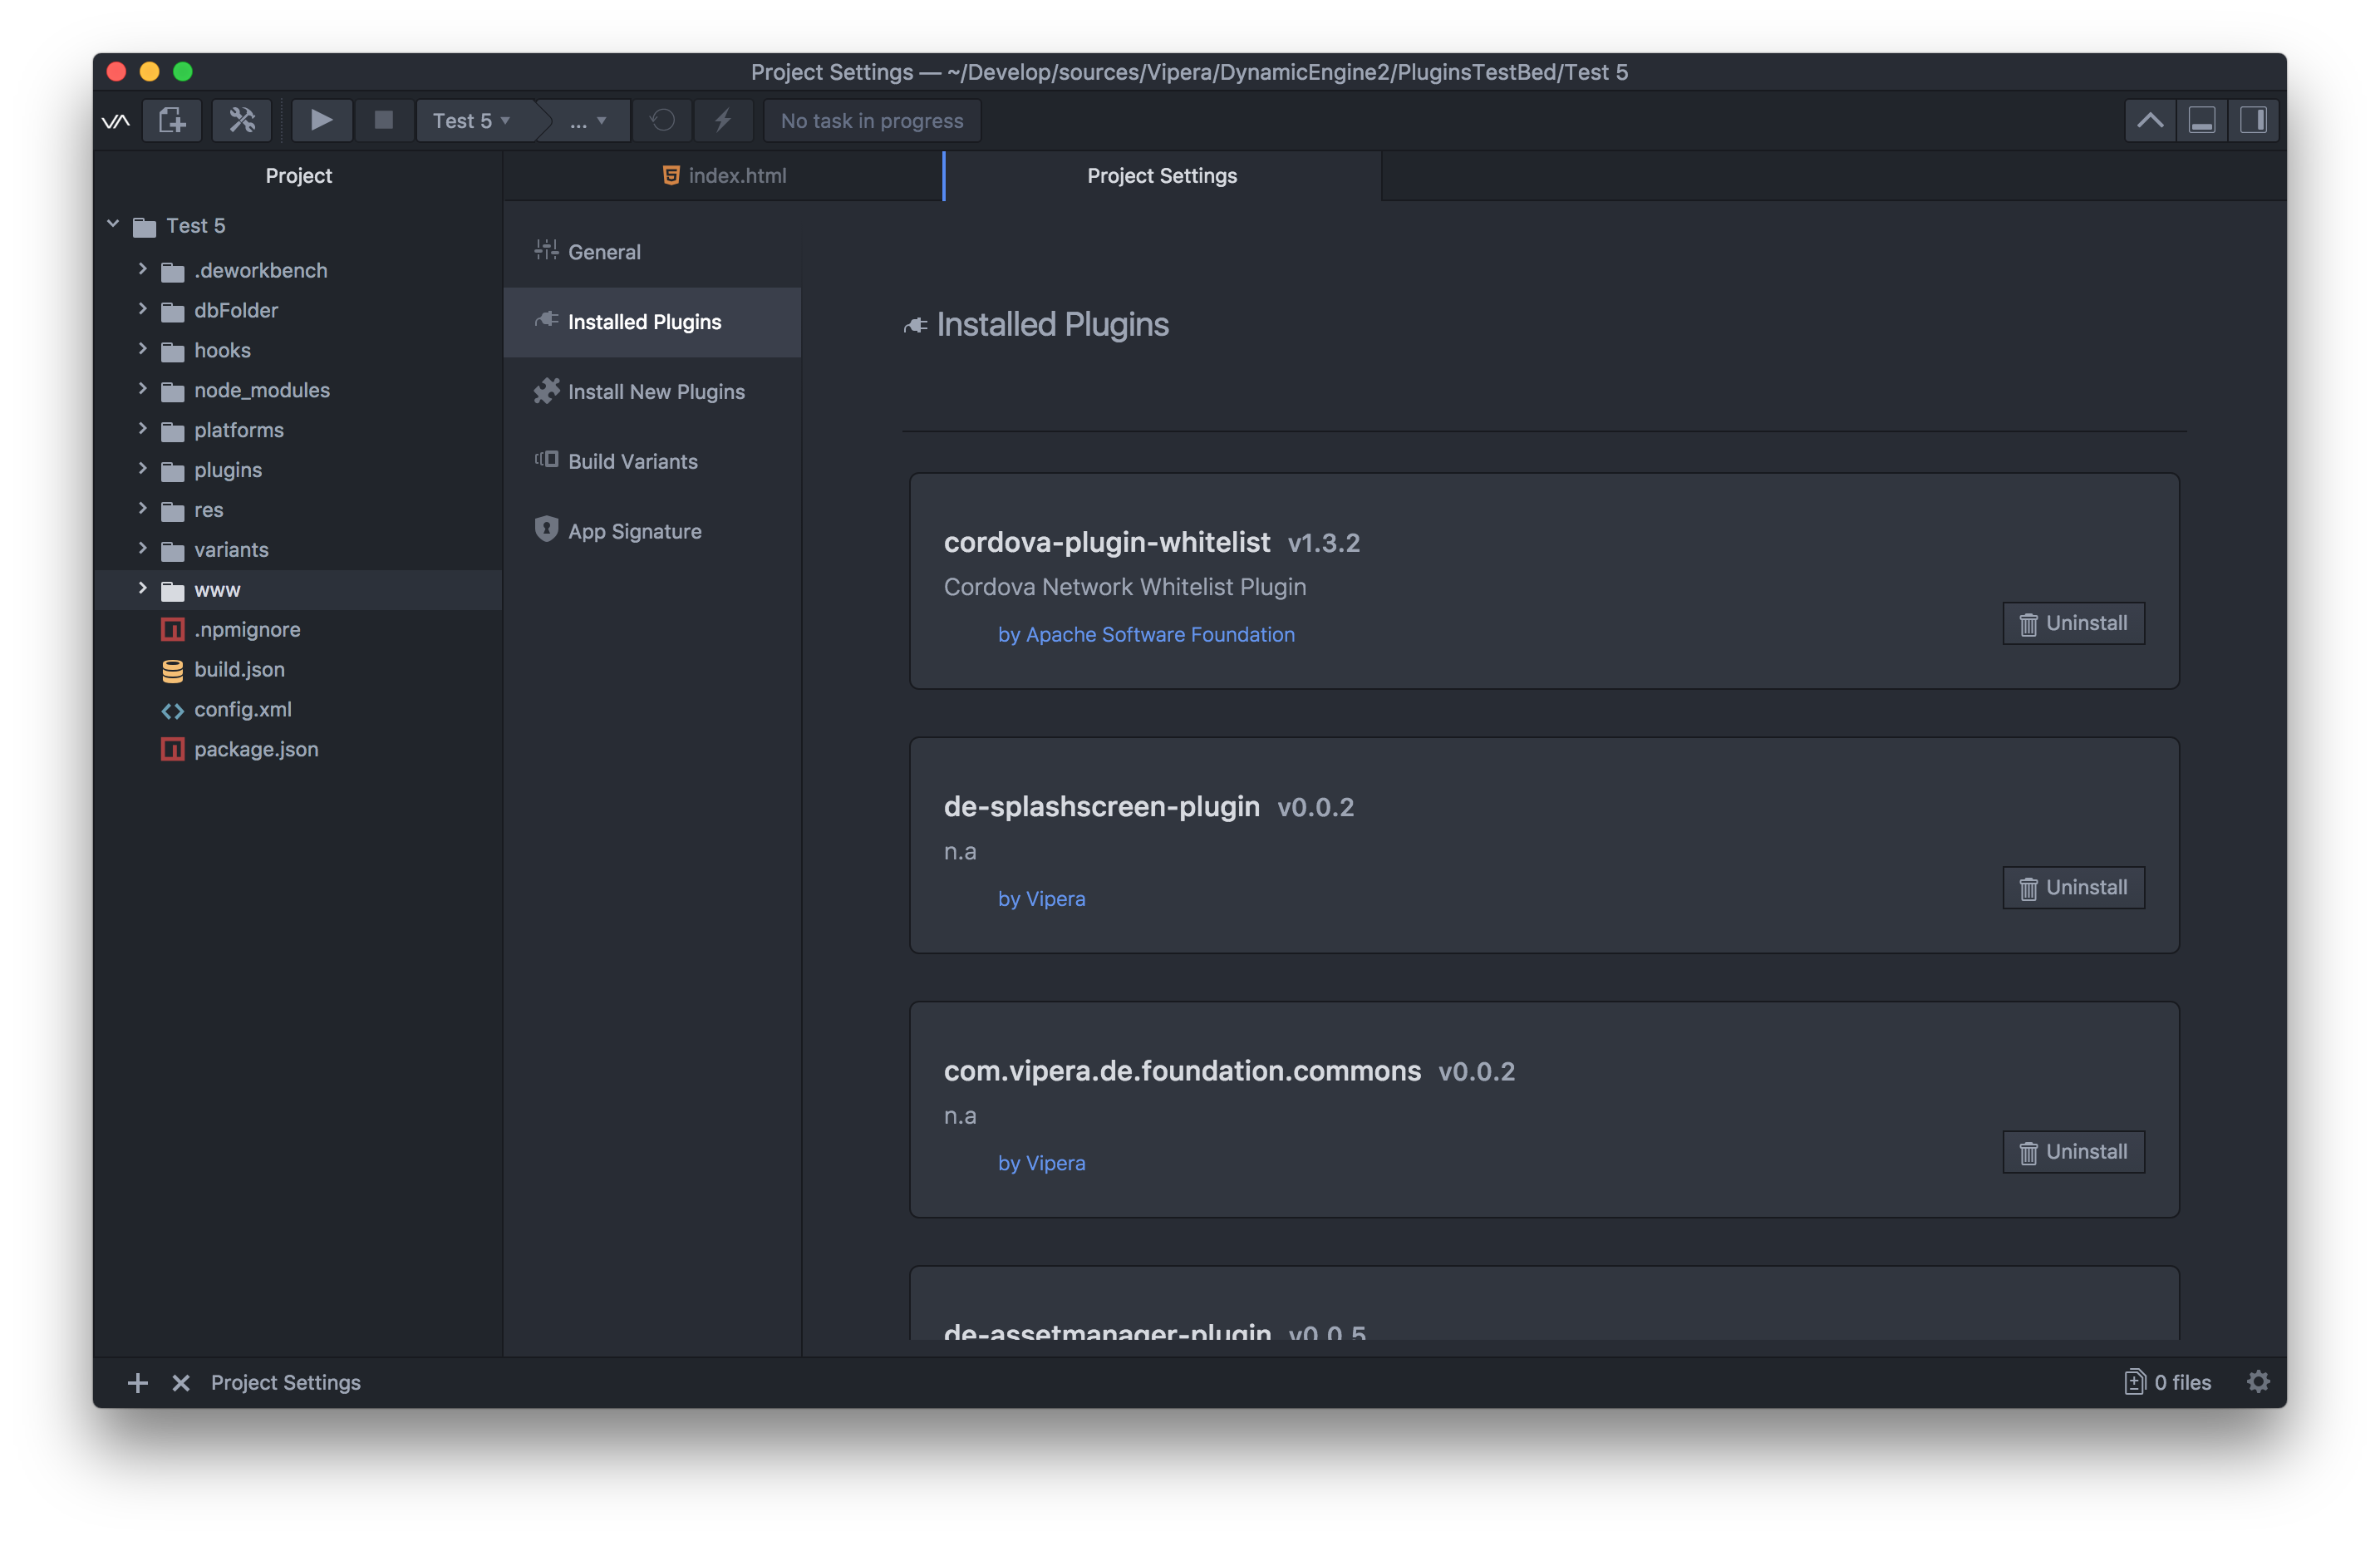 Project Settings — ~/Develop/sources/Vipera/DynamicEngine2/PluginsTestBed/Test 5
Test 5
...
No task in progress
Project
index.html
Project Settings
Test 5
.deworkbench
dbFolder
hooks
node_modules
platforms
plugins
res
variants
www
.npmignore
build.json
config.xml
package.json
General
Installed Plugins
Install New Plugins
Build Variants
App Signature
Installed Plugins
cordova-plugin-whitelist v1.3.2
Cordova Network Whitelist Plugin
by Apache Software Foundation
Uninstall
de-splashscreen-plugin v0.0.2
n.a
by Vipera
Uninstall
com.vipera.de.foundation.commons v0.0.2
n.a
by Vipera
Uninstall
de-assetmanager-plugin v0.0.5
Project Settings
0 files